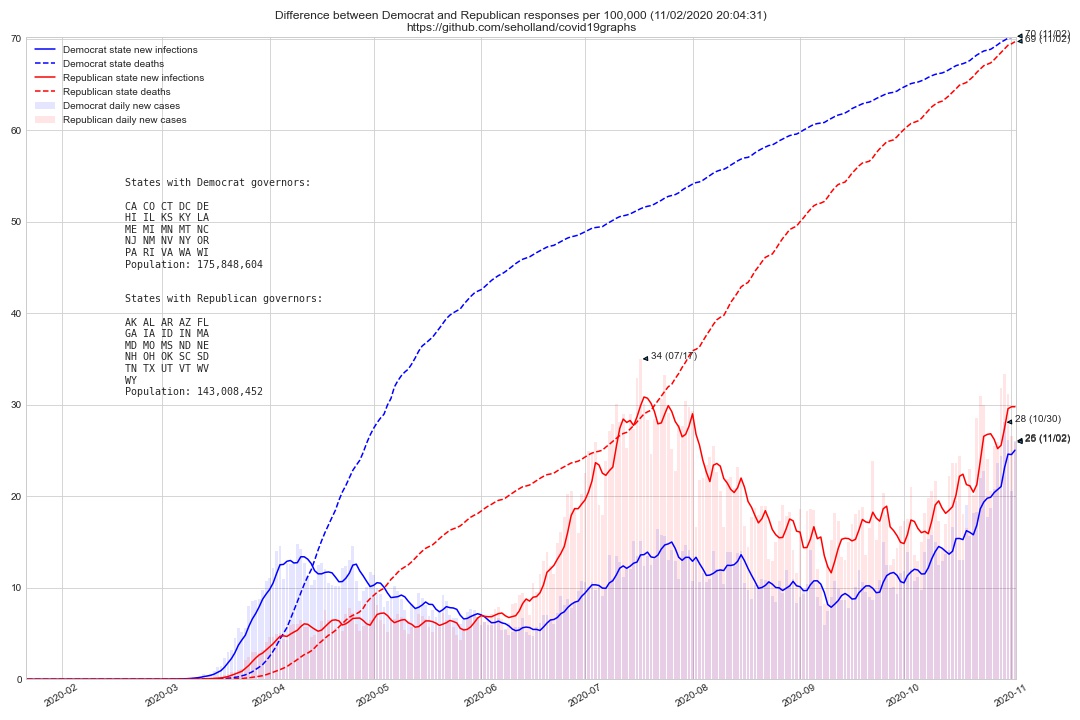 Difference between Democrat and Republican responses per 100,000 (11/02/2020 20:04:31)
https://github.com/seholland/covid19graphs
70
60
50
40
30
20
10
0
Democrat state new infections
Democrat state deaths
Republican state new infections
Republican state deaths
Democrat daily new cases
Republican daily new cases
States with Democrat governors:
CA CO CT DC DE
HI IL KS KY LA
ME MI MN MT NC
NJ NM NV NY OR
PA RI VA WA WI
Population: 175,848,604
States with Republican governors:
AK AL AR AZ FL
GA IA ID IN MA
MD MO MS ND NE
NH OH OK SC SD
TN TX UT VT WV
WY
Population: 143,008,452
70 (11/02)
69 (11/02)
34 (07/17)
28 (10/30)
(11/02)
2020-02
2020-03
2020-04
2020-05
2020-06
2020-07
2020-08
2020-09
2020-10
2020-11